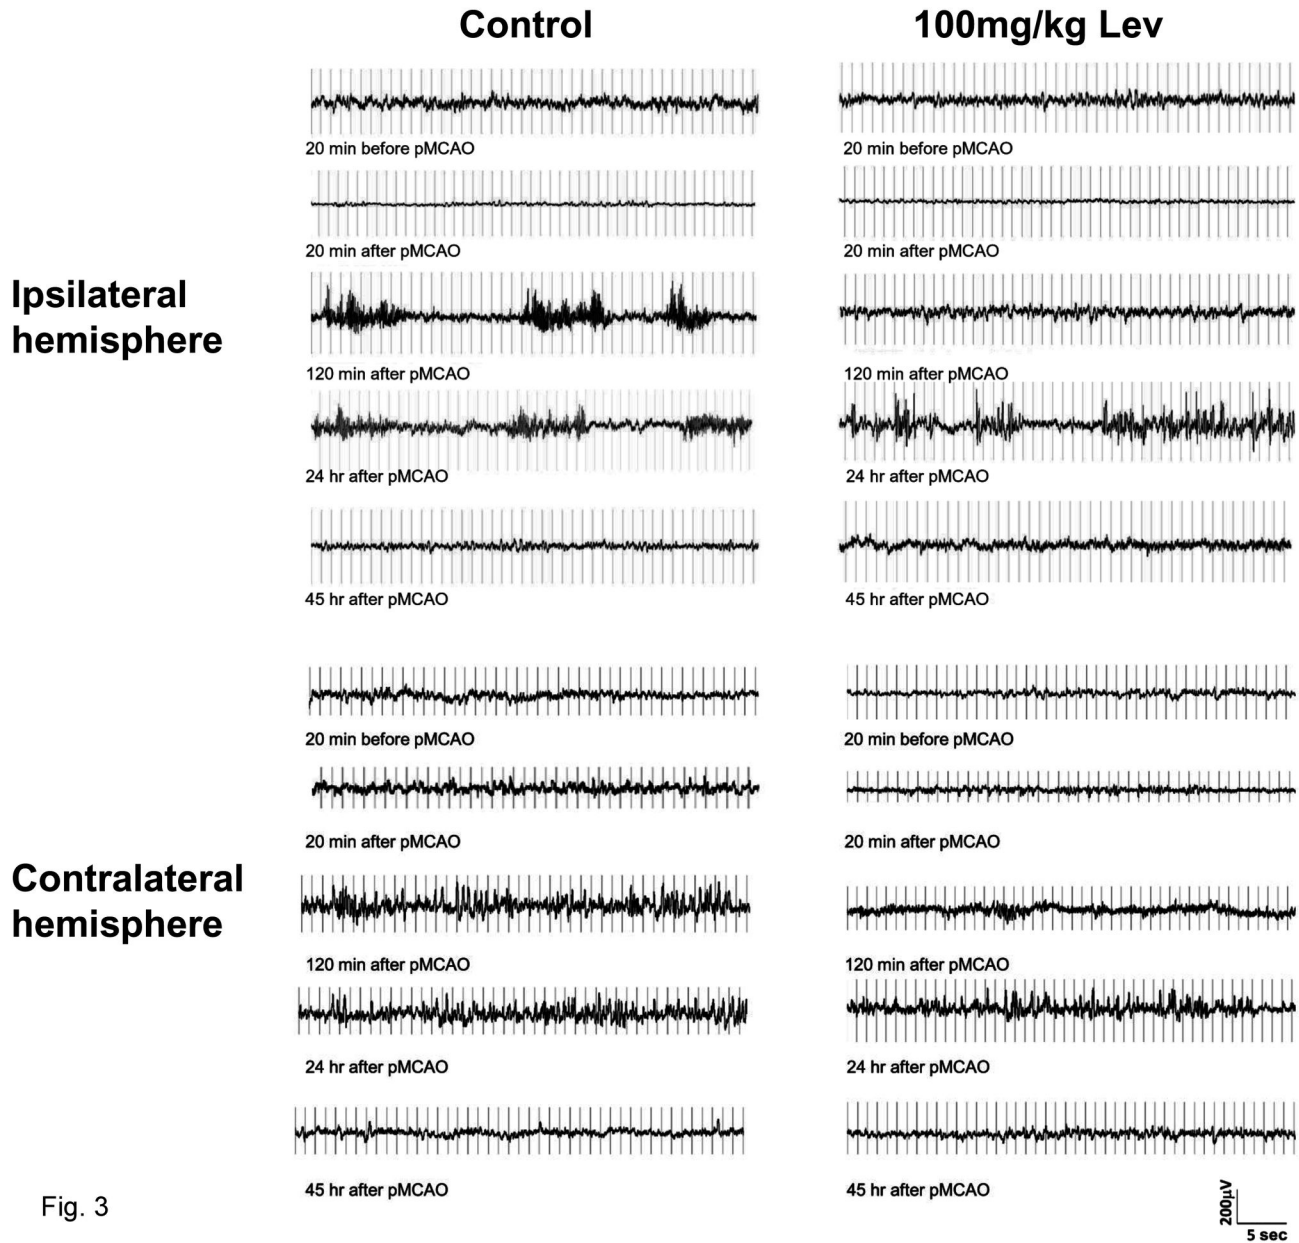 Control
100mg/kg Lev
Ipsilateral
hemisphere
20 min before pMCAO
20 min before pMCAO
20 min after pMCAO
20 min after pMCAO
120 min after pMCAO
120 min after pMCAO
24 hr after pMCAO
24 hr after pMCAO
45 hr after pMCAO
45 hr after pMCAO
Contralateral
hemisphere
20 min before pMCAO
20 min before pMCAO
20 min after pMCAO
20 min after pMCAO
120 min after pMCAO
120 min after pMCAO
24 hr after pMCAO
24 hr after pMCAO
45 hr after pMCAO
45 hr after pMCAO
Fig. 3
200μV
5 sec